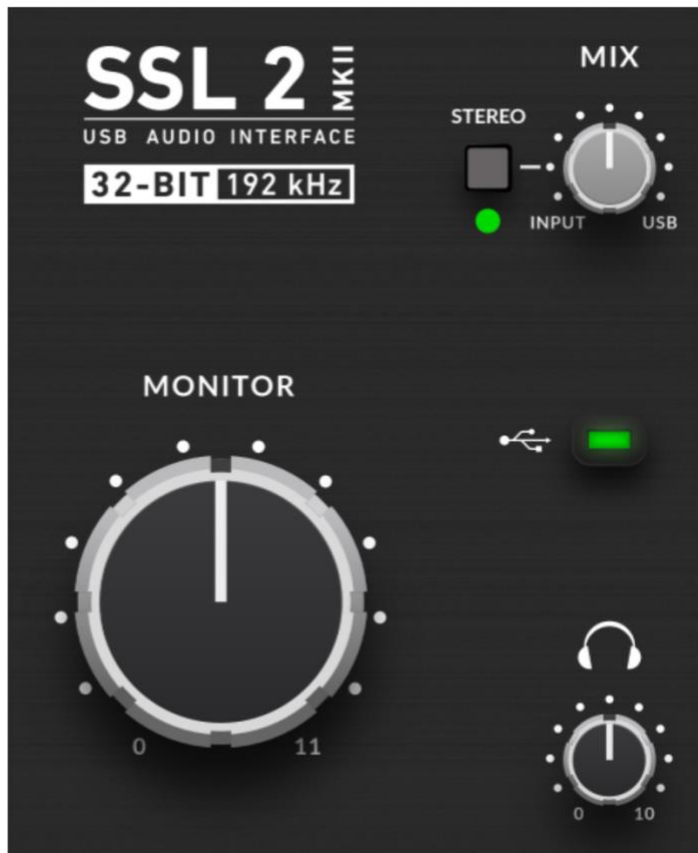 SSL 2 MKII
USB AUDIO INTERFACE
32-BIT 192 kHz
MIX
STEREO
INPUT USB
MONITOR
0 11
0 10